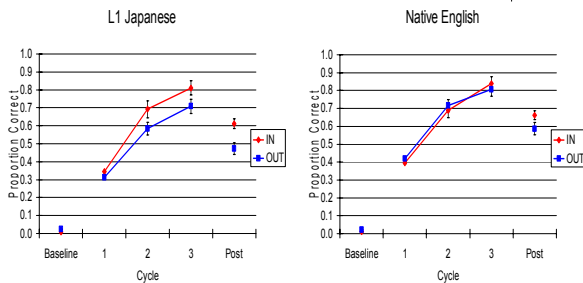 L1 Japanese
Proportion Correct
1.0
0.9
0.8
0.7
0.6
0.5
0.4
0.3
0.2
0.1
0.0
Baseline 1 2 3 Post
Cycle
IN
OUT
Native English
Proportion Correct
1.0
0.9
0.8
0.7
0.6
0.5
0.4
0.3
0.2
0.1
0.0
Baseline 1 2 3 Post
Cycle
IN
OUT